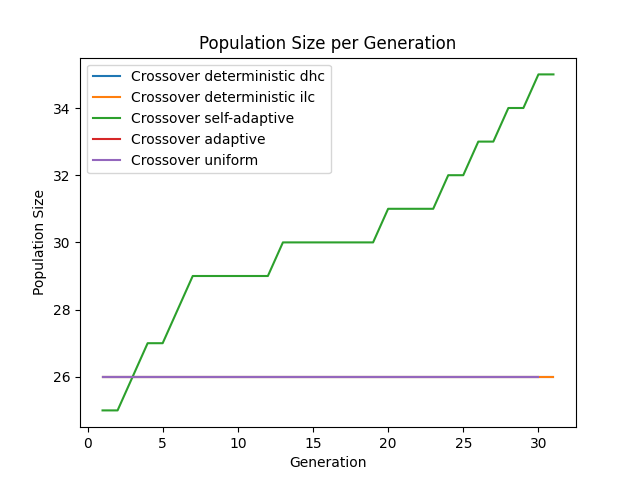 Population Size per Generation
Crossover deterministic dhc
Crossover deterministic ilc
Crossover self-adaptive
Crossover adaptive
Crossover uniform
Population Size
34
32
30
28
26
0 5 10 15 20 25 30
Generation